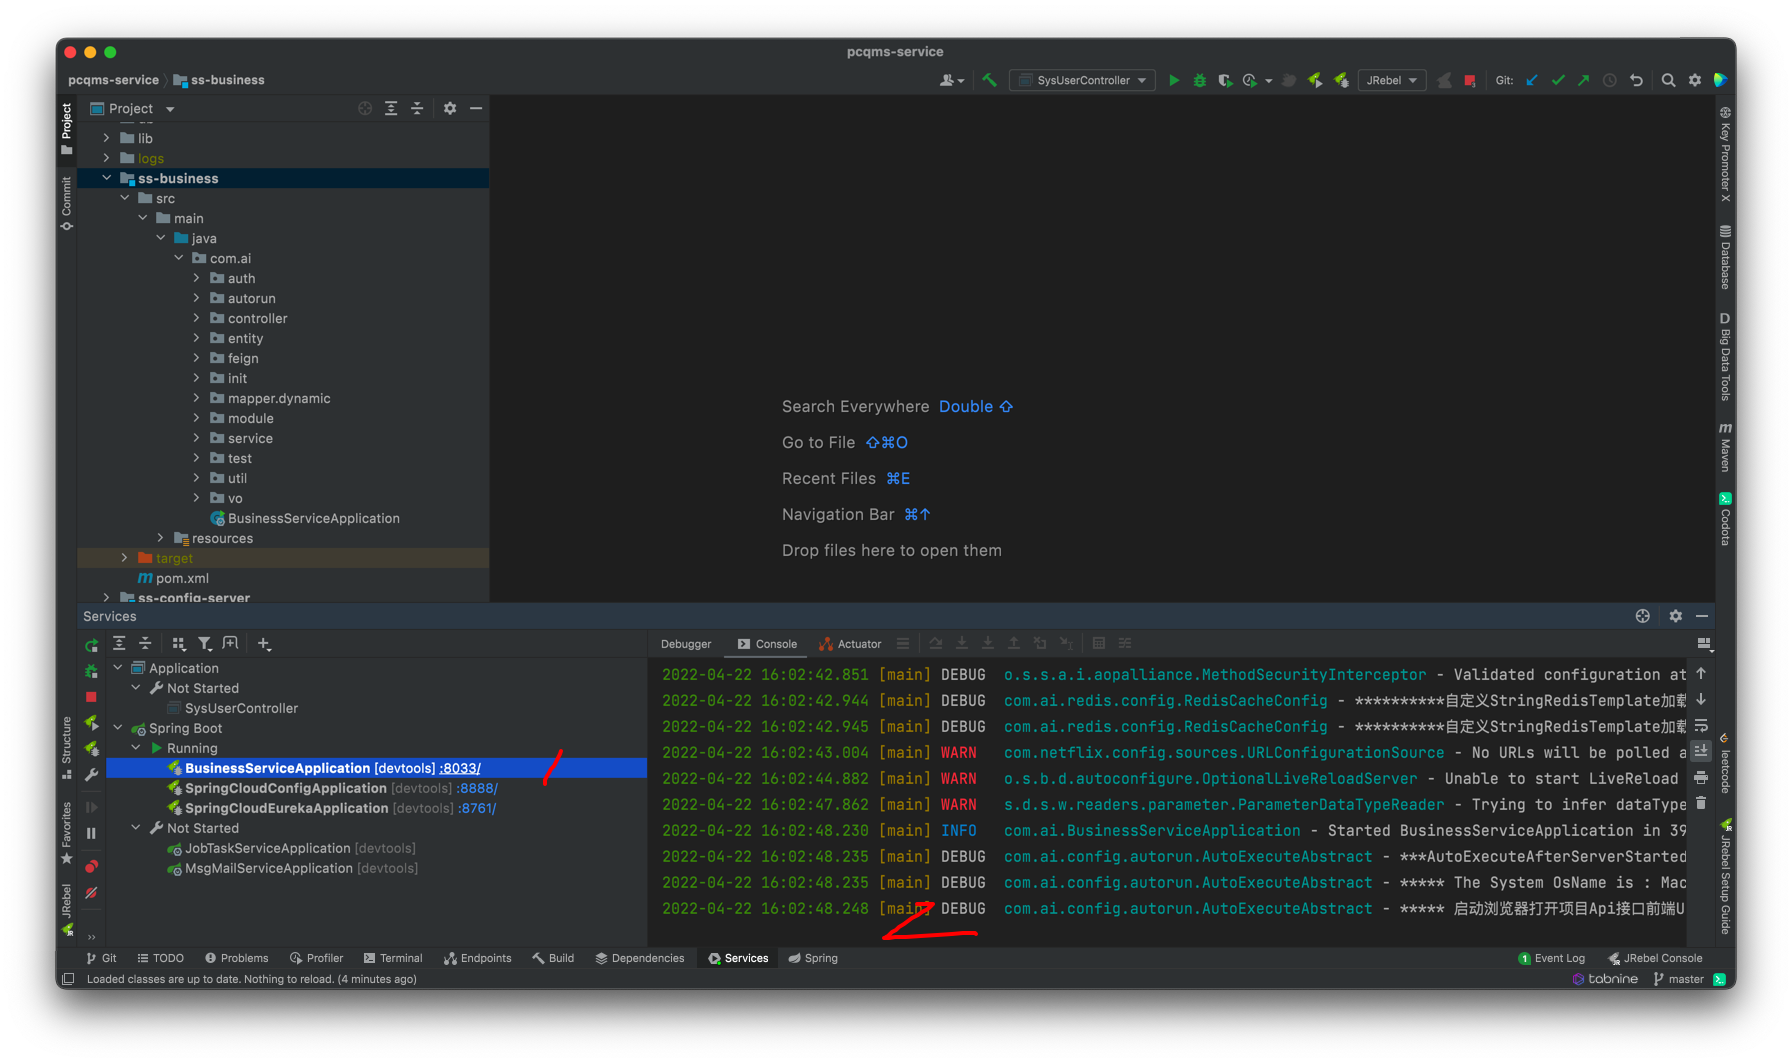 pcqms-service
pcqms-service ss-business
SysUserController
JRebel
Git:
Project
lib
logs
ss-business
src
main
java
com.ai
auth
autorun
controller
entity
feign
init
mapper.dynamic
module
service
test
util
vo
BusinessServiceApplication
resources
target
pom.xml
ss-config-server
Project
Commit
Structure
Favorites
JRebel
Search Everywhere Double ⇧
Go to File ⇧⌘O
Recent Files ⌘E
Navigation Bar ⌘↑
Drop files here to open them
Key Promoter X
Database
D Big Data Tools
m Maven
Codota
leetcode
JRebel Setup Guide
Services
Application
Not Started
SysUserController
Spring Boot
Running
BusinessServiceApplication [devtools] :8033/
SpringCloudConfigApplication [devtools] :8888/
SpringCloudEurekaApplication [devtools] :8761/
Not Started
JobTaskServiceApplication [devtools]
MsgMailServiceApplication [devtools]
Debugger Console Actuator
2022-04-22 16:02:42.851 [main] DEBUG o.s.s.a.i.aopalliance.MethodSecurityInterceptor - Validated configuration at
2022-04-22 16:02:42.944 [main] DEBUG com.ai.redis.config.RedisCacheConfig - **********自定义StringRedisTemplate加载
2022-04-22 16:02:42.945 [main] DEBUG com.ai.redis.config.RedisCacheConfig - **********自定义StringRedisTemplate加载
2022-04-22 16:02:43.004 [main] WARN com.netflix.config.sources.URLConfigurationSource - No URLs will be polled a
2022-04-22 16:02:44.882 [main] WARN o.s.b.d.autoconfigure.OptionalLiveReloadServer - Unable to start LiveReload
2022-04-22 16:02:47.862 [main] WARN s.d.s.w.readers.parameter.ParameterDataTypeReader - Trying to infer dataType
2022-04-22 16:02:48.230 [main] INFO com.ai.BusinessServiceApplication - Started BusinessServiceApplication in 39
2022-04-22 16:02:48.235 [main] DEBUG com.ai.config.autorun.AutoExecuteAbstract - ***AutoExecuteAfterServerStarted
2022-04-22 16:02:48.235 [main] DEBUG com.ai.config.autorun.AutoExecuteAbstract - ***** The System OsName is : Mac
2022-04-22 16:02:48.248 [main] DEBUG com.ai.config.autorun.AutoExecuteAbstract - ***** 启动浏览器打开项目Api接口前端U
Git TODO Problems Profiler Terminal Endpoints Build Dependencies Services Spring 1 Event Log JRebel Console
Loaded classes are up to date. Nothing to reload. (4 minutes ago) tabnine master